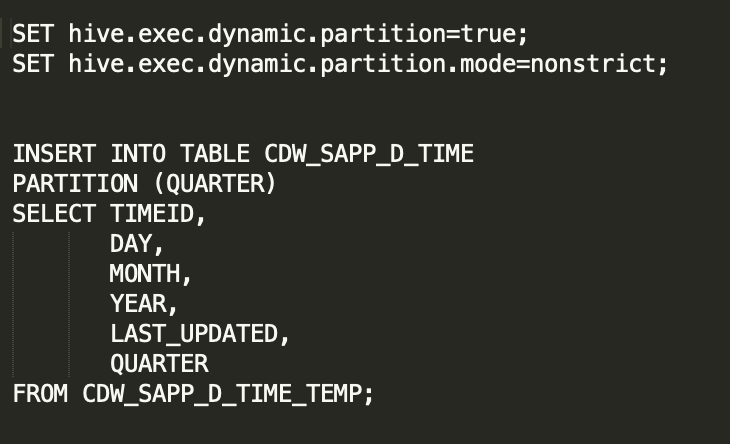 SET hive.exec.dynamic.partition=true;
SET hive.exec.dynamic.partition.mode=nonstrict;
INSERT INTO TABLE CDW_SAPP_D_TIME
PARTITION (QUARTER)
SELECT TIMEID,
DAY,
MONTH,
YEAR,
LAST_UPDATED,
QUARTER
FROM CDW_SAPP_D_TIME_TEMP;